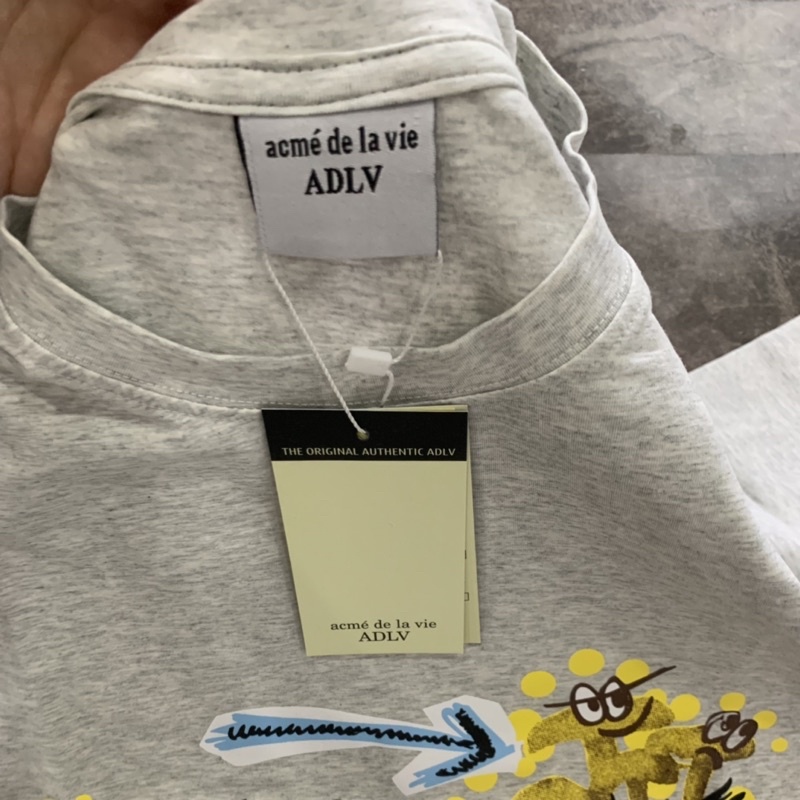 acmé de la vie
ADLV
THE ORIGINAL AUTHENTIC ADLV
acmé de la vie
ADLV